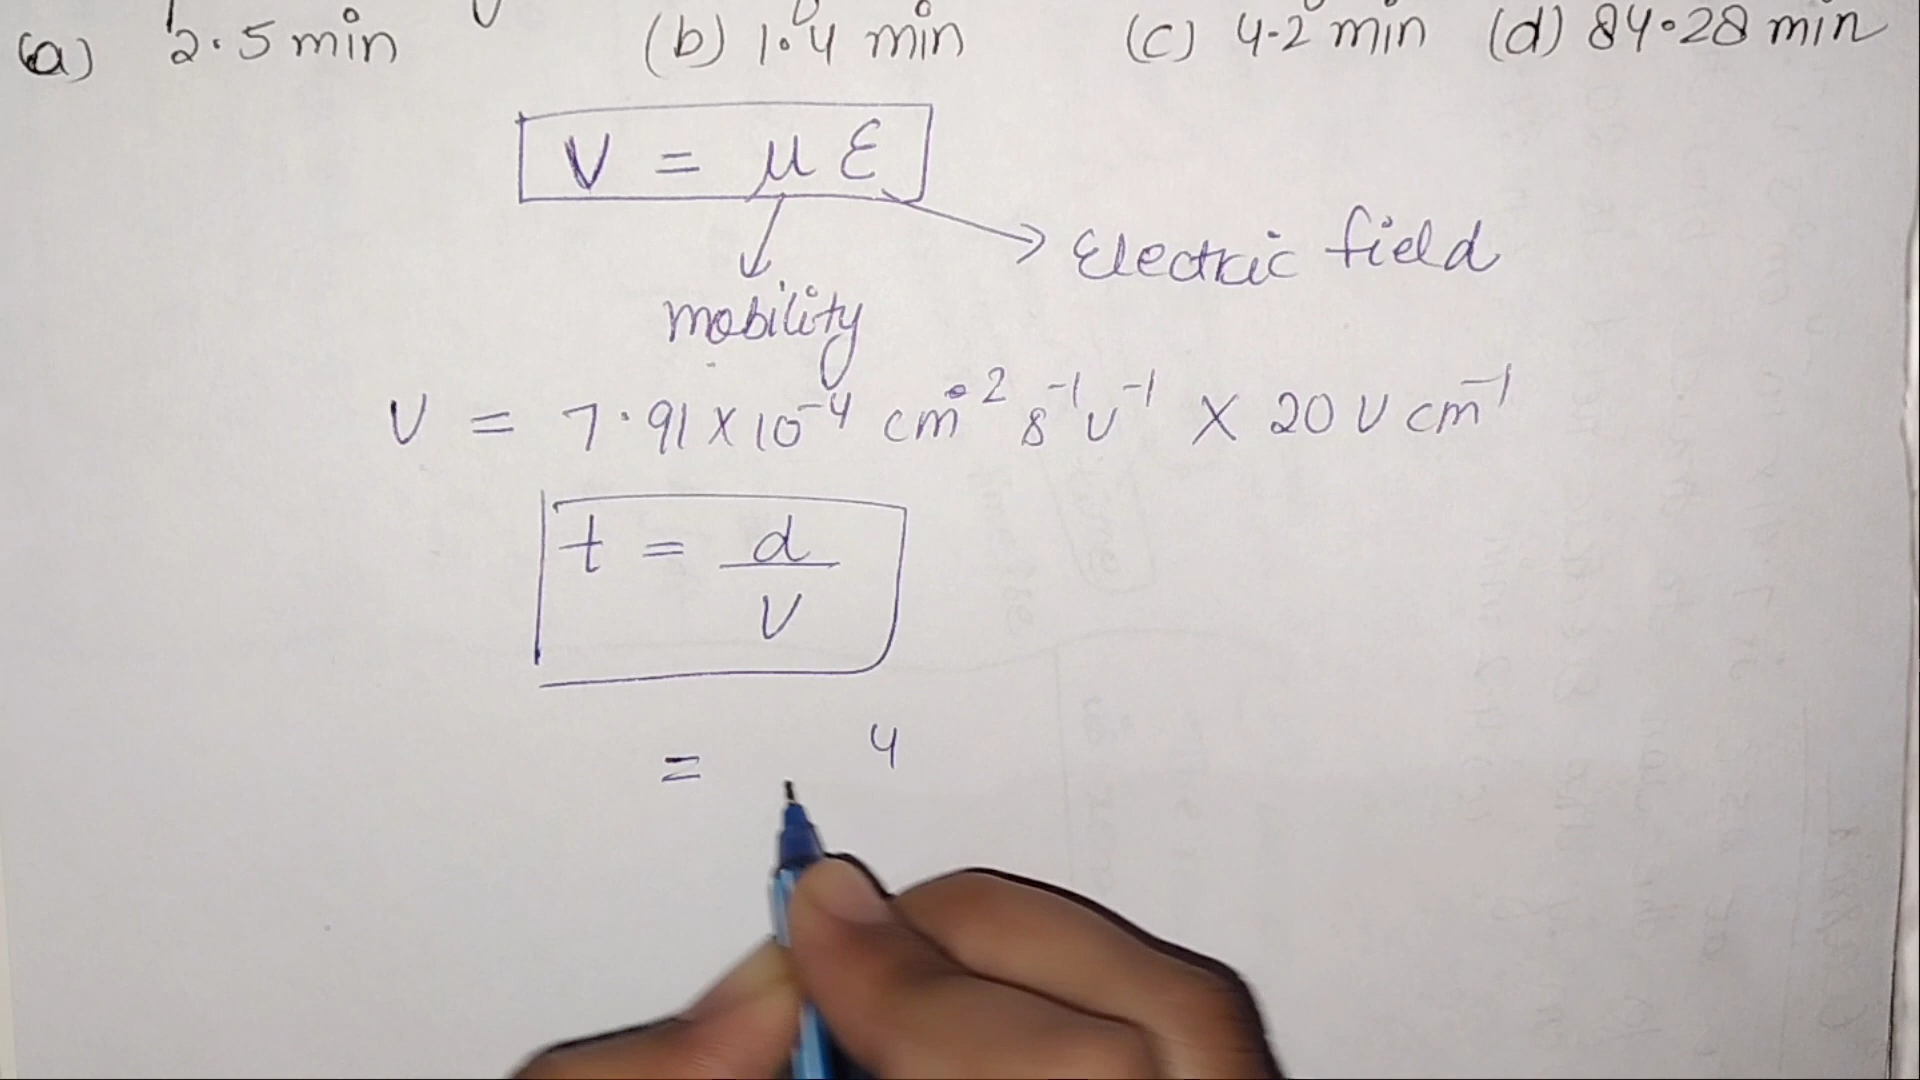 (a) 2.5 min (b) 1.4 min (c) 4.2 min (d) 84.28 min
V = μ ε
Electric field
mobility
V = 7.91 × 10⁻⁴ cm² s⁻¹ V⁻¹ × 20 V cm⁻¹
t = d/V
= 4